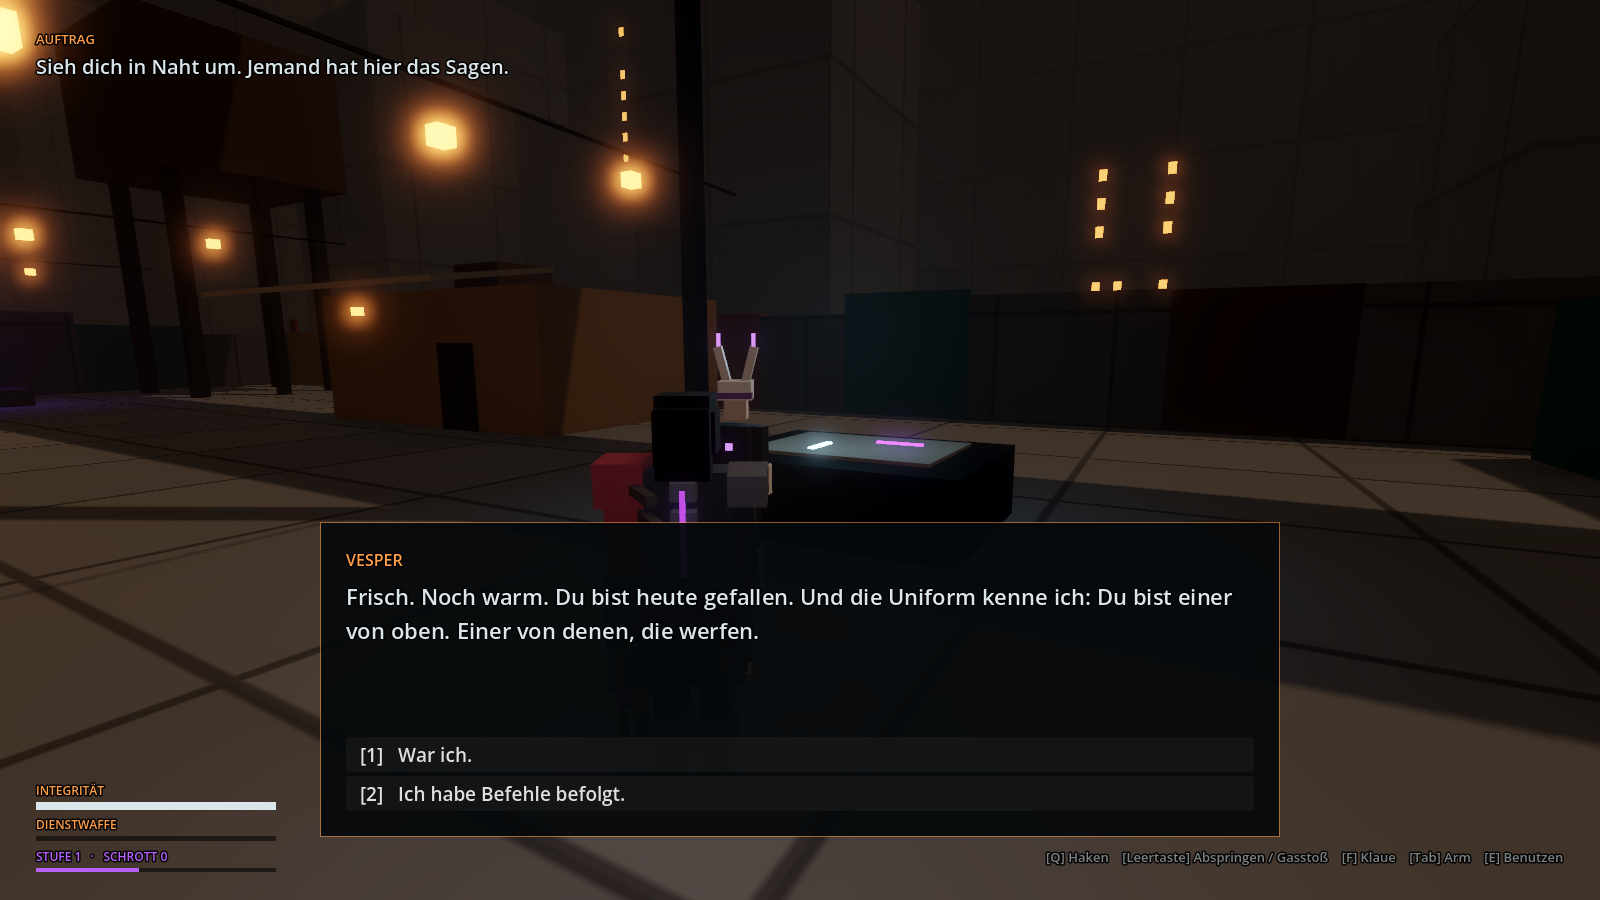 AUFTRAG
Sieh dich in Naht um. Jemand hat hier das Sagen.
VESPER
Frisch. Noch warm. Du bist heute gefallen. Und die Uniform kenne ich: Du bist einer
von oben. Einer von denen, die werfen.
[1] War ich.
[2] Ich habe Befehle befolgt.
INTEGRITÄT
DIENSTWAFFE
STUFE 1 · SCHROTT 0
[Q] Haken [Leertaste] Abspringen / Gasstoß [F] Klaue [Tab] Arm [E] Benutzen